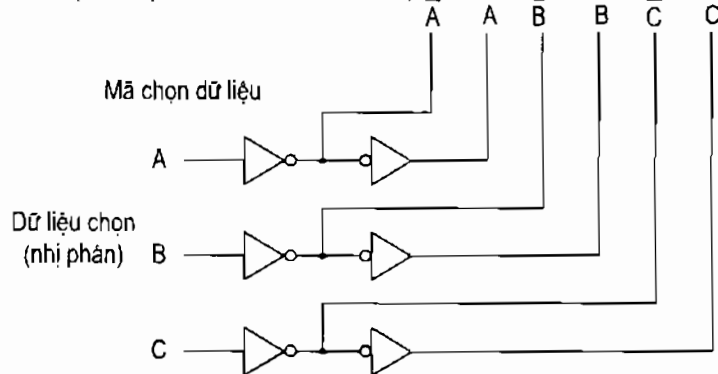 A̅ A B̅ B C̅ C
Mã chọn dữ liệu
A
Dữ liệu chọn
(nhị phân) B
C